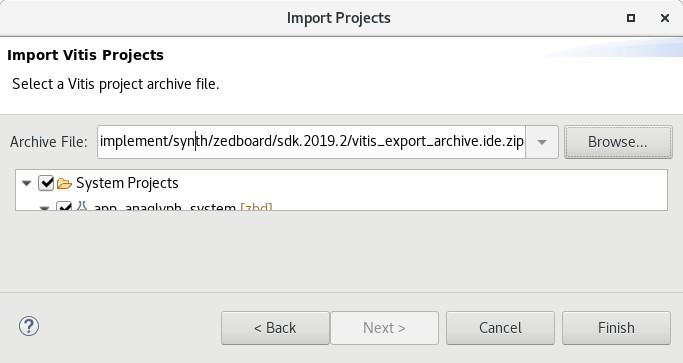 Import Projects
Import Vitis Projects
Select a Vitis project archive file.
Archive File: implement/synth/zedboard/sdk.2019.2/vitis_export_archive.ide.zip Browse...
System Projects
app_anaglyph_system [zbd]
< Back Next > Cancel Finish